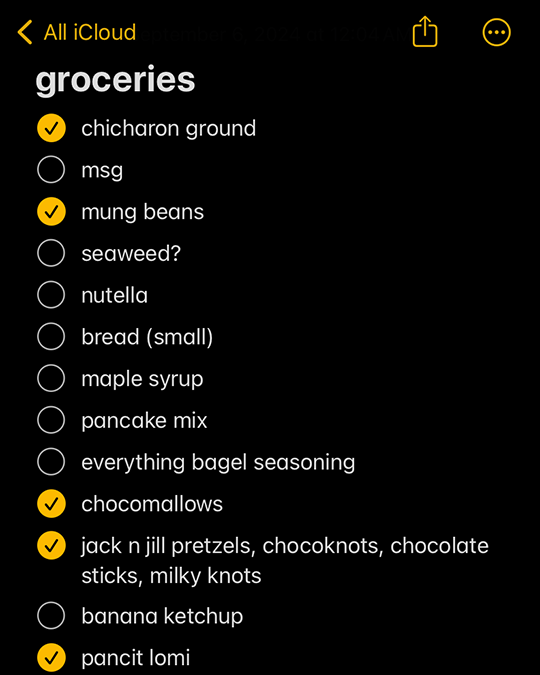 All iCloud
groceries
chicharon ground
msg
mung beans
seaweed?
nutella
bread (small)
maple syrup
pancake mix
everything bagel seasoning
chocomallows
jack n jill pretzels, chocoknots, chocolate
sticks, milky knots
banana ketchup
pancit lomi